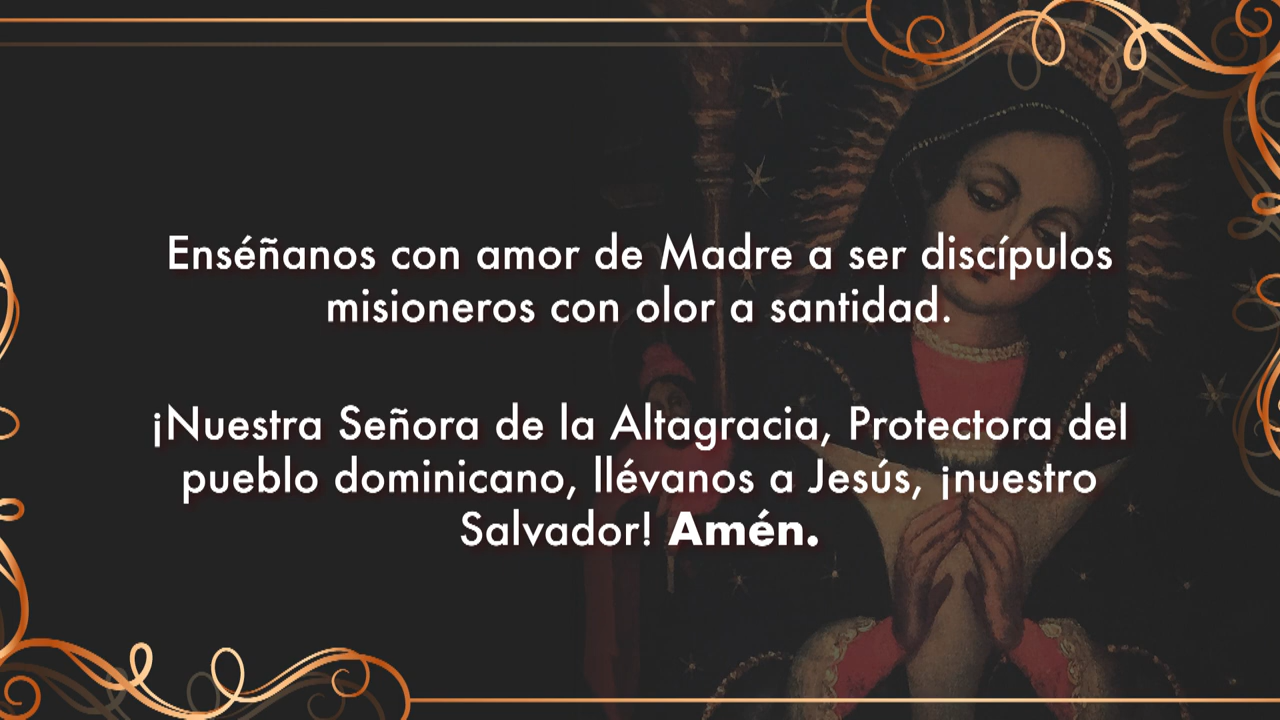 Enséñanos con amor de Madre a ser discípulos
misioneros con olor a santidad.
¡Nuestra Señora de la Altagracia, Protectora del
pueblo dominicano, llévanos a Jesús, ¡nuestro
Salvador! Amén.